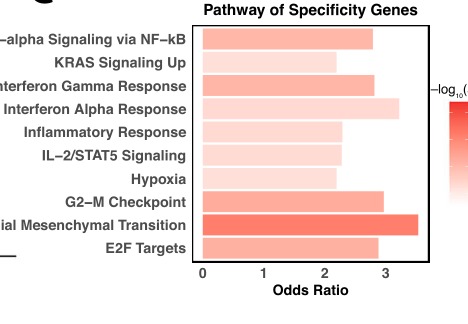 Pathway of Specificity Genes
-alpha Signaling via NF-kB
KRAS Signaling Up
nterferon Gamma Response
Interferon Alpha Response
Inflammatory Response
IL-2/STAT5 Signaling
Hypoxia
G2-M Checkpoint
ial Mesenchymal Transition
E2F Targets
0 1 2 3
Odds Ratio
-log10(